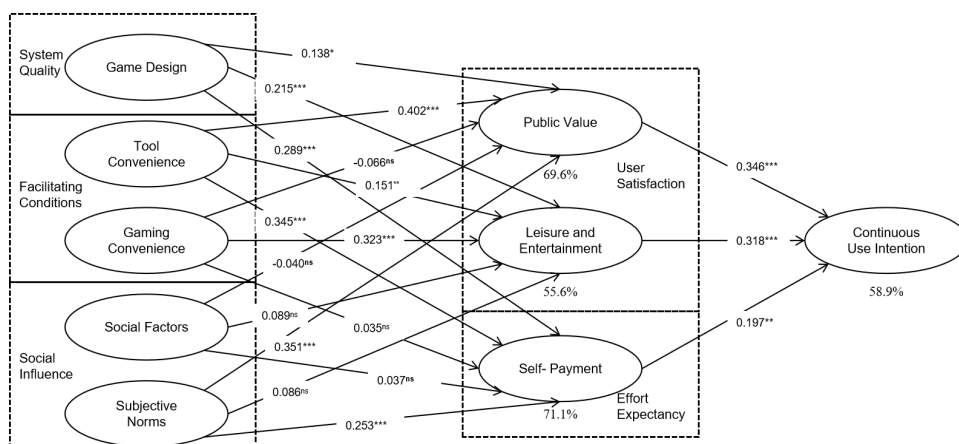 System
Quality
Game Design
Facilitating
Conditions
Tool
Convenience
Gaming
Convenience
Social
Influence
Social Factors
Subjective
Norms
0.138*
0.215***
0.402***
0.289***
-0.066ns
0.151**
0.345***
0.323***
-0.040ns
0.089ns
0.035ns
0.351***
0.037ns
0.086ns
0.253***
Public Value
69.6%
User
Satisfaction
Leisure and
Entertainment
55.6%
Self- Payment
71.1%
Effort
Expectancy
0.346***
0.318***
0.197**
Continuous
Use Intention
58.9%